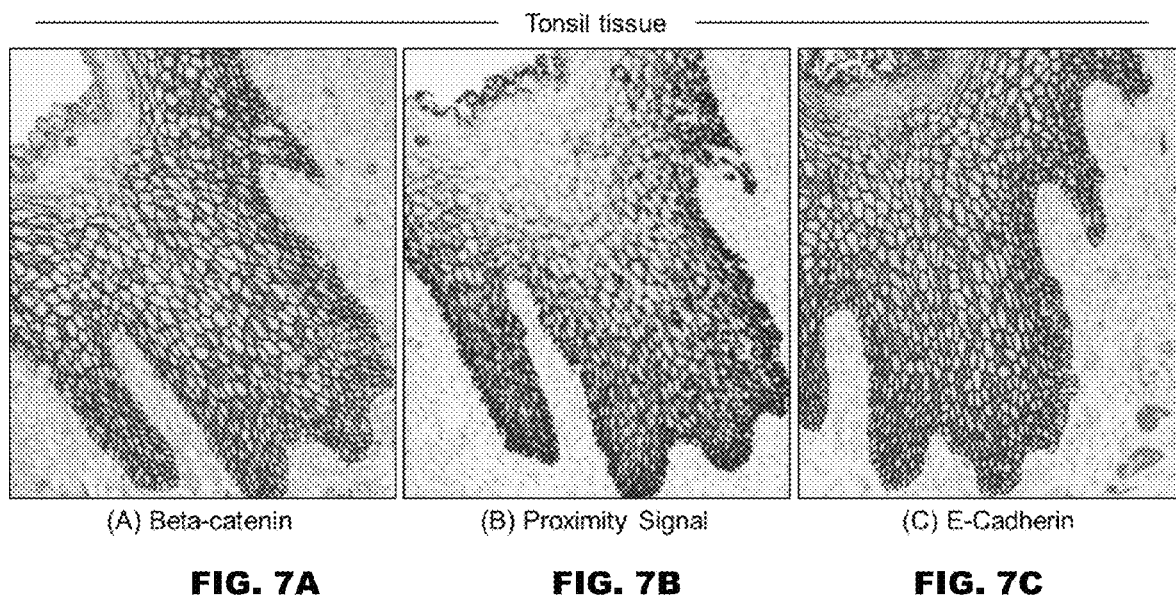 Tonsil tissue
(A) Beta-catenin (B) Proximity Signal (C) E-Cadherin
FIG. 7A FIG. 7B FIG. 7C